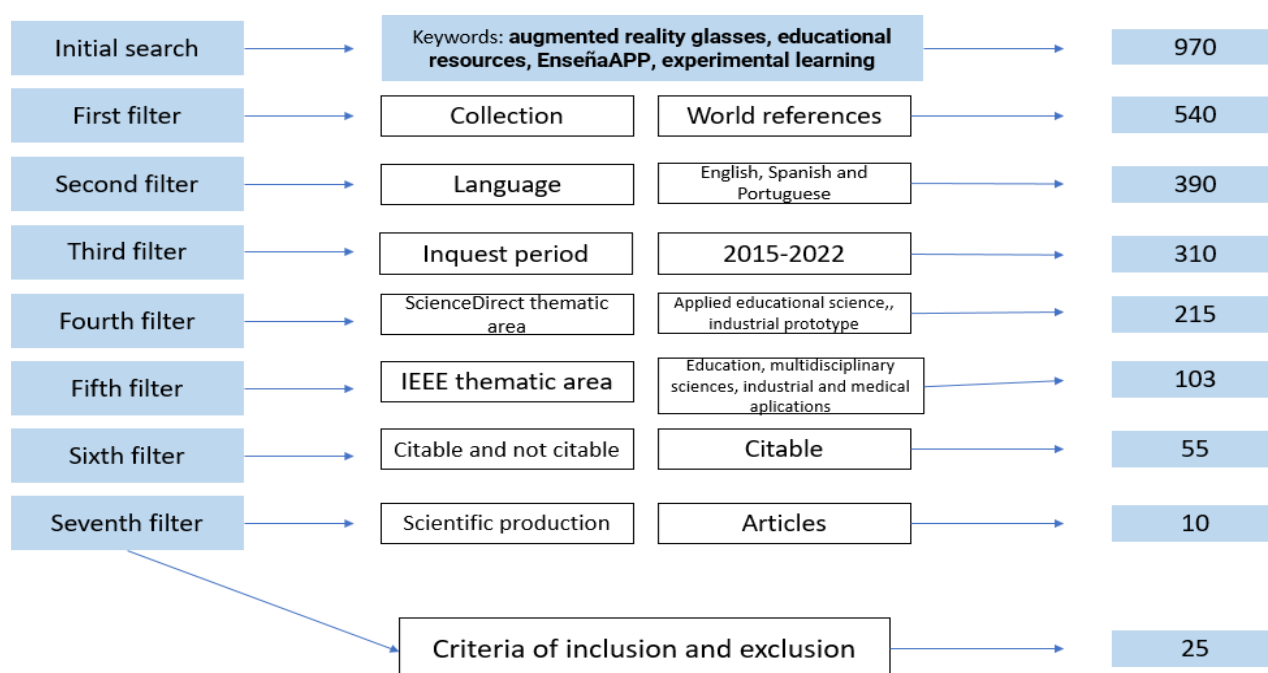 Initial search
Keywords: augmented reality glasses, educational
resources, EnseñaAPP, experimental learning
970
First filter
Collection
World references
540
Second filter
Language
English, Spanish and
Portuguese
390
Third filter
Inquest period
2015-2022
310
Fourth filter
ScienceDirect thematic
area
Applied educational science,,
industrial prototype
215
Fifth filter
IEEE thematic area
Education, multidisciplinary
sciences, industrial and medical
aplications
103
Sixth filter
Citable and not citable
Citable
55
Seventh filter
Scientific production
Articles
10
Criteria of inclusion and exclusion
25